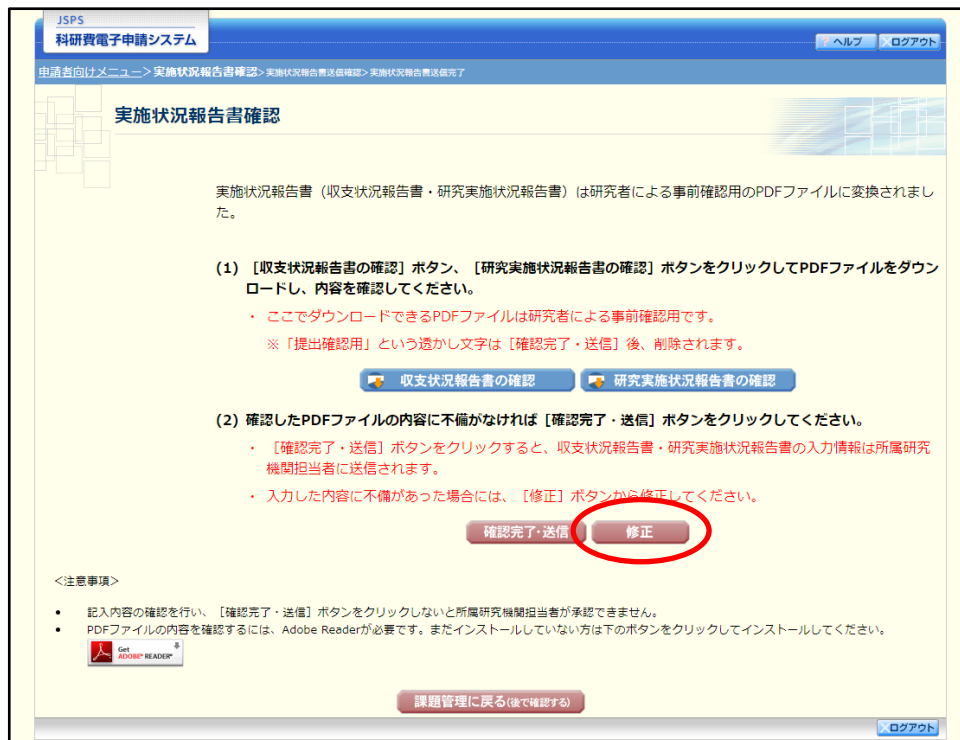 JSPS
科研費電子申請システム
? ヘルプ ×ログアウト
申請者向けメニュー>実施状況報告書確認>実施状況報告書送信確認>実施状況報告書送信完了
実施状況報告書確認
実施状況報告書（収支状況報告書・研究実施状況報告書）は研究者による事前確認用のPDFファイルに変換されまし
た。
(1) ［収支状況報告書の確認］ボタン、［研究実施状況報告書の確認］ボタンをクリックしてPDFファイルをダウン
ロードし、内容を確認してください。
・ ここでダウンロードできるPDFファイルは研究者による事前確認用です。
※「提出確認用」という透かし文字は［確認完了・送信］後、削除されます。
収支状況報告書の確認 研究実施状況報告書の確認
(2) 確認したPDFファイルの内容に不備がなければ［確認完了・送信］ボタンをクリックしてください。
・ ［確認完了・送信］ボタンをクリックすると、収支状況報告書・研究実施状況報告書の入力情報は所属研究
機関担当者に送信されます。
・ 入力した内容に不備があった場合には、［修正］ボタンから修正してください。
確認完了・送信 修正
<注意事項>
• 記入内容の確認を行い、［確認完了・送信］ボタンをクリックしないと所属研究機関担当者が承認できません。
• PDFファイルの内容を確認するには、Adobe Readerが必要です。まだインストールしていない方は下のボタンをクリックしてインストールしてください。
Get
ADOBE® READER®
課題管理に戻る(後で確認する)
×ログアウト